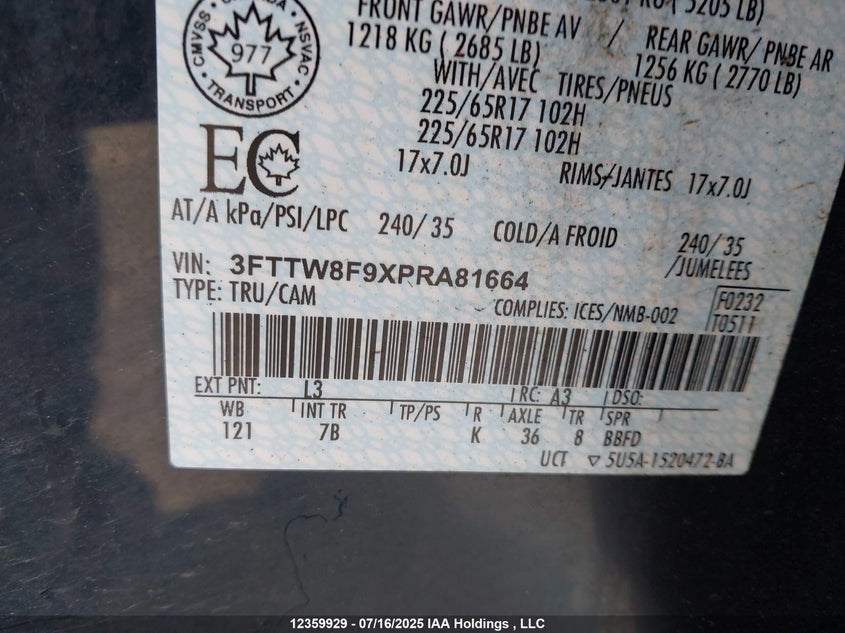 ( 5205 LB)
FRONT GAWR/PNBE AV / REAR GAWR/PNBE AR
1218 KG ( 2685 LB) 1256 KG ( 2770 LB)
WITH/AVEC TIRES/PNEUS
225/65R17 102H
225/65R17 102H
17x7.0J RIMS/JANTES 17x7.0J
AT/A kPa/PSI/LPC 240/ 35 COLD/A FROID 240/ 35
/JUMELEES
VIN: 3FTTW8F9XPRA81664
TYPE: TRU/CAM COMPLIES: ICES/NMB-002 F0232
T0511
EXT PNT: L3 RC: A3 DSO:
WB INT TR TP/PS R AXLE TR SPR
121 7B K 36 8 BBFD
UCT ▽ 5U5A-1520472-BA
CMVSS NSVAC
977
TRANSPORT
EC
12359929 - 07/16/2025 IAA Holdings , LLC